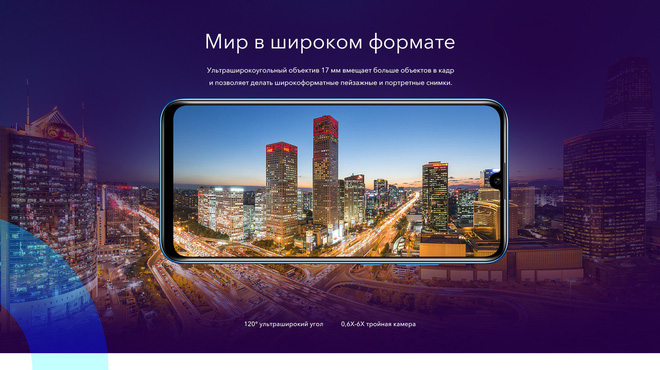 Мир в широком формате
Ультраширокоугольный объектив 17 мм вмещает больше объектов в кадр
и позволяет делать широкоформатные пейзажные и портретные снимки.
120° ультраширокий угол 0,6X-6X тройная камера